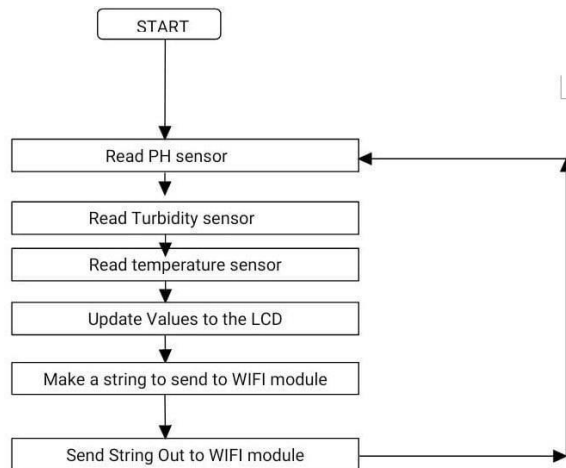 START
Read PH sensor
Read Turbidity sensor
Read temperature sensor
Update Values to the LCD
Make a string to send to WIFI module
Send String Out to WIFI module